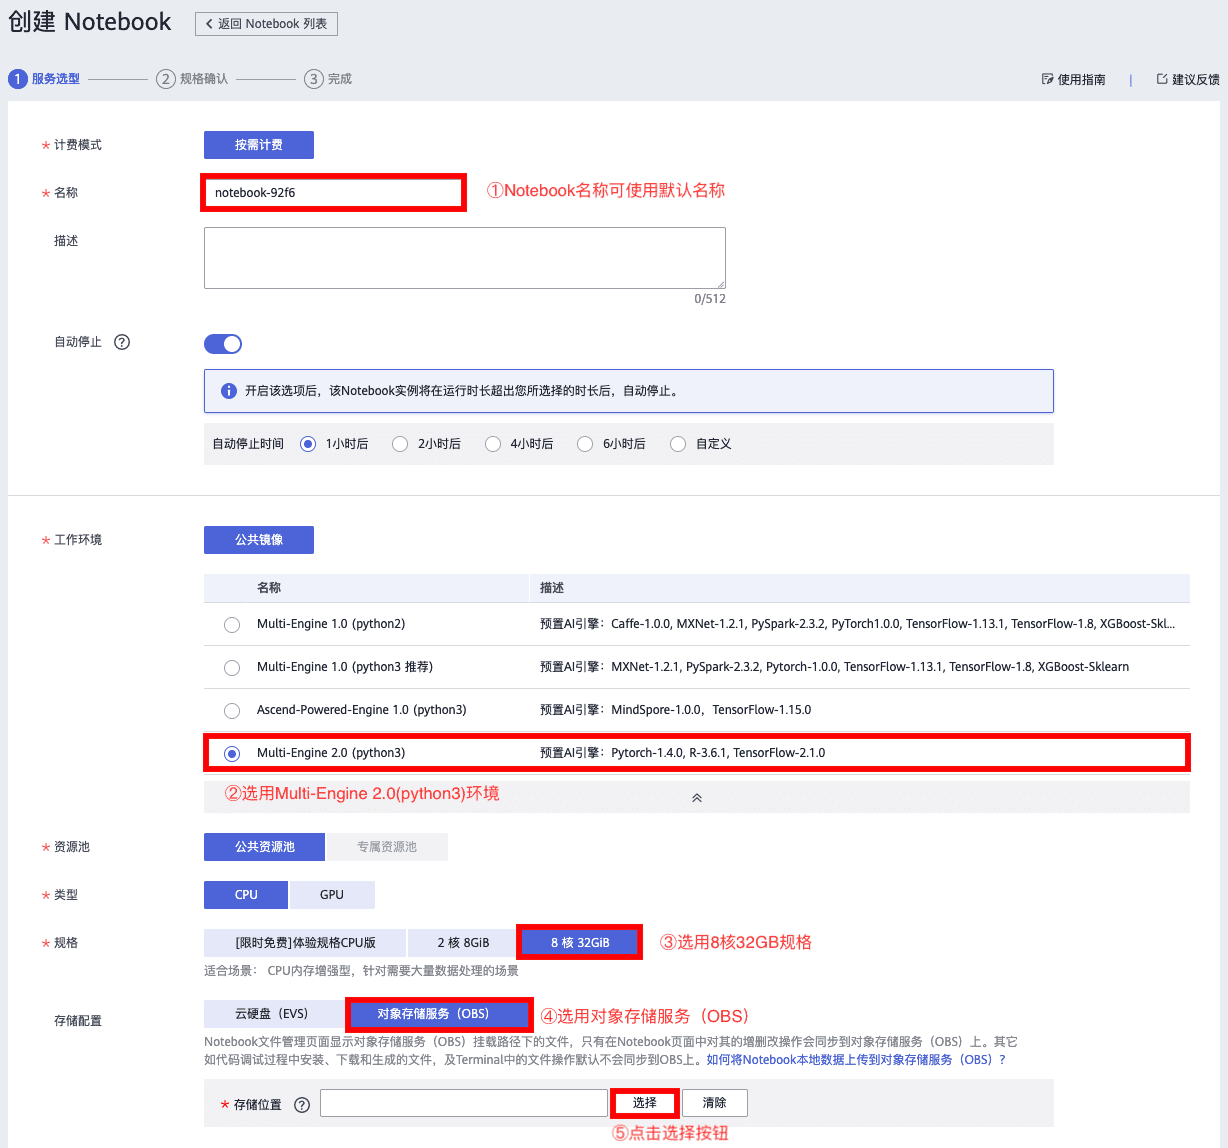 创建 Notebook
返回 Notebook 列表
1 服务选型
2 规格确认
3 完成
使用指南 | 建议反馈
* 计费模式
按需计费
* 名称
notebook-92f6
①Notebook名称可使用默认名称
描述
0/512
自动停止 ?
开启该选项后，该Notebook实例将在运行时长超出您所选择的时长后，自动停止。
自动停止时间 1小时后 2小时后 4小时后 6小时后 自定义
* 工作环境
公共镜像
名称 描述
Multi-Engine 1.0 (python2) 预置AI引擎：Caffe-1.0.0, MXNet-1.2.1, PySpark-2.3.2, PyTorch1.0.0, TensorFlow-1.13.1, TensorFlow-1.8, XGBoost-Skl...
Multi-Engine 1.0 (python3 推荐) 预置AI引擎：MXNet-1.2.1, PySpark-2.3.2, Pytorch-1.0.0, TensorFlow-1.13.1, TensorFlow-1.8, XGBoost-Sklearn
Ascend-Powered-Engine 1.0 (python3) 预置AI引擎：MindSpore-1.0.0，TensorFlow-1.15.0
Multi-Engine 2.0 (python3) 预置AI引擎：Pytorch-1.4.0, R-3.6.1, TensorFlow-2.1.0
②选用Multi-Engine 2.0(python3)环境
* 资源池
公共资源池 专属资源池
* 类型
CPU GPU
* 规格
[限时免费]体验规格CPU版 2 核 8GiB 8 核 32GiB
③选用8核32GB规格
适合场景： CPU内存增强型，针对需要大量数据处理的场景
存储配置
云硬盘（EVS） 对象存储服务（OBS）
④选用对象存储服务（OBS）
Notebook文件管理页面显示对象存储服务（OBS）挂载路径下的文件，只有在Notebook页面中对其的增删改操作会同步到对象存储服务（OBS）上。其它
如代码调试过程中安装、下载和生成的文件，及Terminal中的文件操作默认不会同步到OBS上。如何将Notebook本地数据上传到对象存储服务（OBS）？
* 存储位置 ? 选择 清除
⑤点击选择按钮